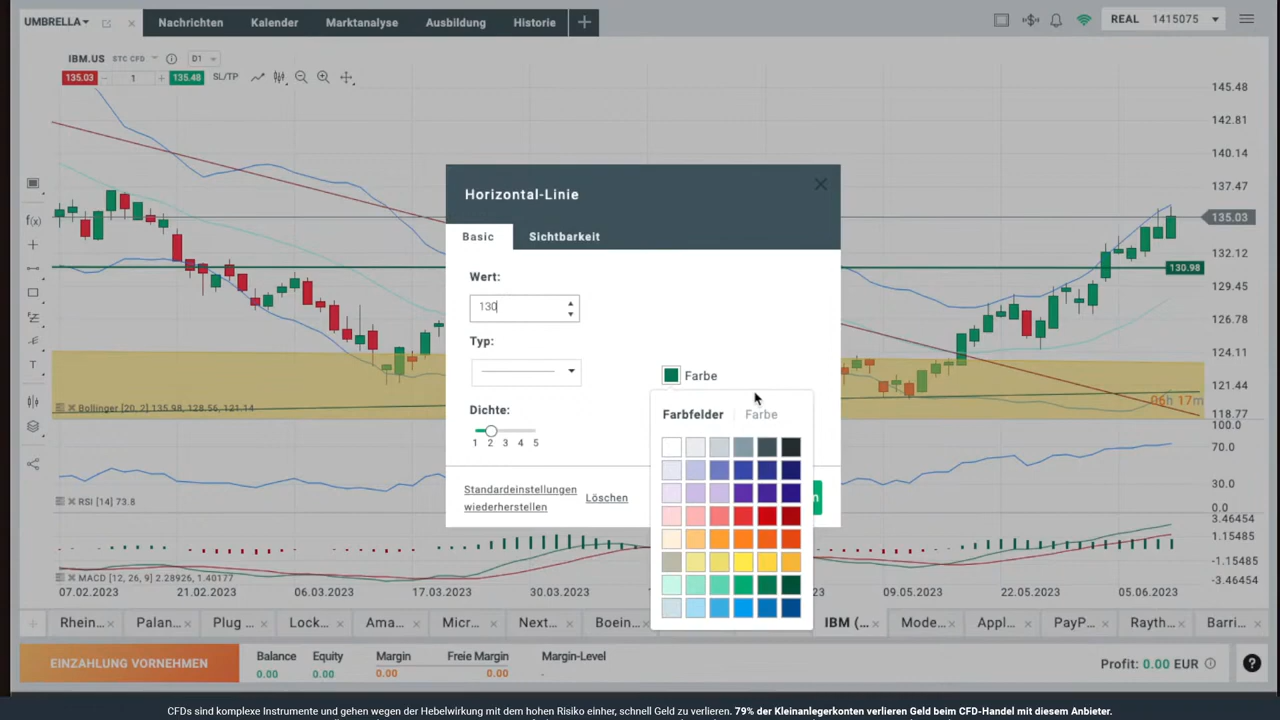 UMBRELLA
Nachrichten
Kalender
Marktanalyse
Ausbildung
Historie
REAL 1415075
IBM.US STC CFD D1
135.03 1 135.48 SL/TP
145.48
142.81
140.14
137.47
135.03
132.12
130.98
129.45
126.78
124.11
121.44
118.77
Horizontal-Linie
Basic
Sichtbarkeit
Wert:
130
Typ:
Farbe
Dichte:
1 2 3 4 5
Farbfelder
Farbe
Standardeinstellungen
wiederherstellen
Löschen
f(x)
T
Bollinger [20, 2] 135.98, 128.56, 121.14
06h 17m
100.0
70.0
30.0
0.0
RSI [14] 73.8
3.46454
1.15485
-1.15485
-3.46454
MACD [12, 26, 9] 2.28926, 1.40177
07.02.2023
21.02.2023
6.03.2023
17.03.2023
30.03.2023
09.05.2023
22.05.2023
05.06.2023
Rhein...
Palan...
Plug ...
Lock...
Ama...
Micr...
Next...
Boein...
IBM (...
Mode...
Appl...
PayP...
Rayth...
Barri...
EINZAHLUNG VORNEHMEN
Balance
0.00
Equity
0.00
Margin
0.00
Freie Margin
0.00
Margin-Level
-
Profit: 0.00 EUR
CFDs sind komplexe Instrumente und gehen wegen der Hebelwirkung mit dem hohen Risiko einher, schnell Geld zu verlieren. 79% der Kleinanlegerkonten verlieren Geld beim CFD-Handel mit diesem Anbieter.